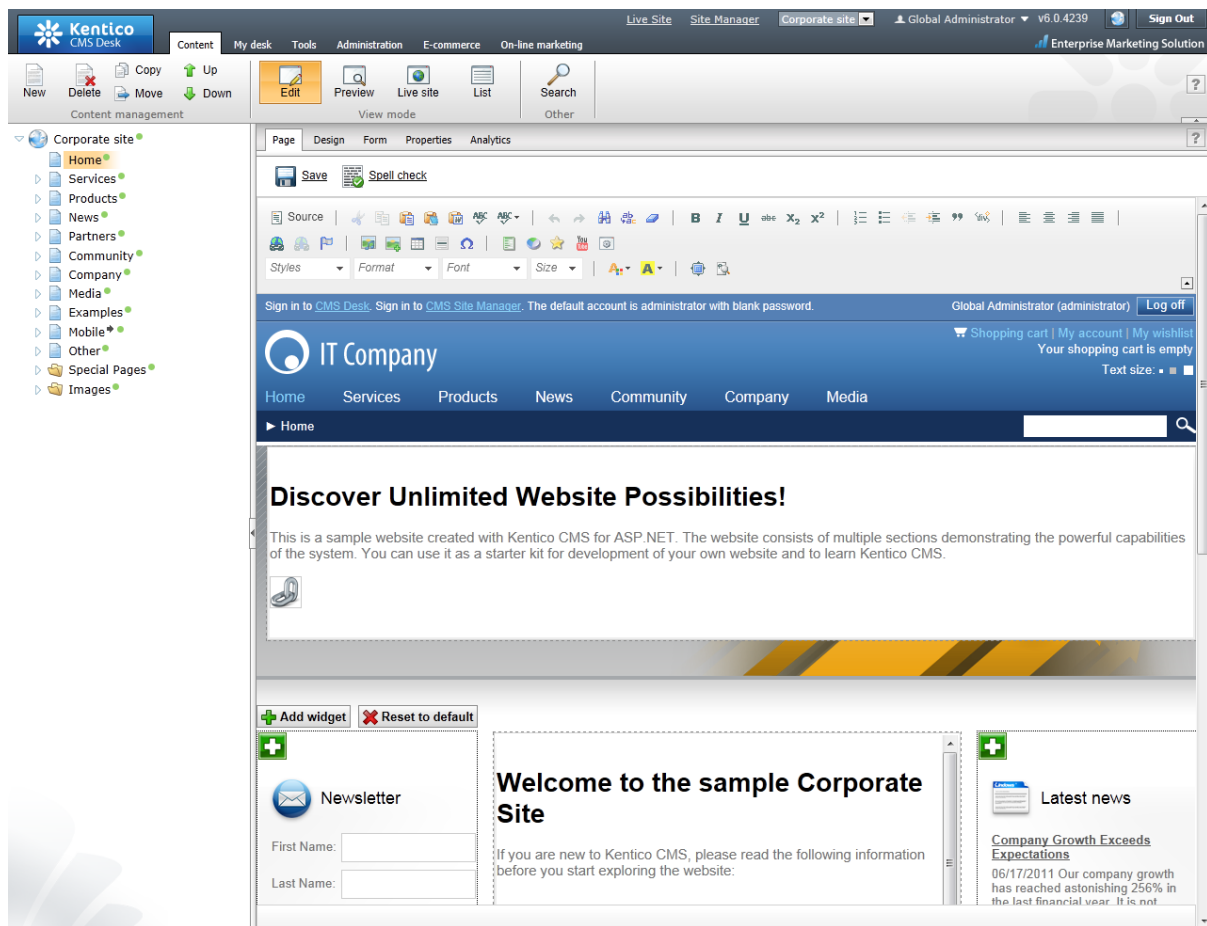 Kentico
CMS Desk
Live Site Site Manager Corporate site Global Administrator v6.0.4239 Sign Out
Content My desk Tools Administration E-commerce On-line marketing
Enterprise Marketing Solution
New Delete Copy Move Up Down
Content management
Edit Preview Live site List
View mode
Search
Other
?
Corporate site
Home
Services
Products
News
Partners
Community
Company
Media
Examples
Mobile
Other
Special Pages
Images
Page Design Form Properties Analytics
?
Save Spell check
Source
Styles Format Font Size
Sign in to CMS Desk. Sign in to CMS Site Manager. The default account is administrator with blank password.
Global Administrator (administrator) Log off
IT Company
Shopping cart | My account | My wishlist
Your shopping cart is empty
Text size:
Home Services Products News Community Company Media
► Home
Discover Unlimited Website Possibilities!
This is a sample website created with Kentico CMS for ASP.NET. The website consists of multiple sections demonstrating the powerful capabilities
of the system. You can use it as a starter kit for development of your own website and to learn Kentico CMS.
Add widget Reset to default
Newsletter
First Name:
Last Name:
Welcome to the sample Corporate
Site
If you are new to Kentico CMS, please read the following information
before you start exploring the website:
Latest news
Company Growth Exceeds
Expectations
06/17/2011 Our company growth
has reached astonishing 256% in
the last financial year. It is not